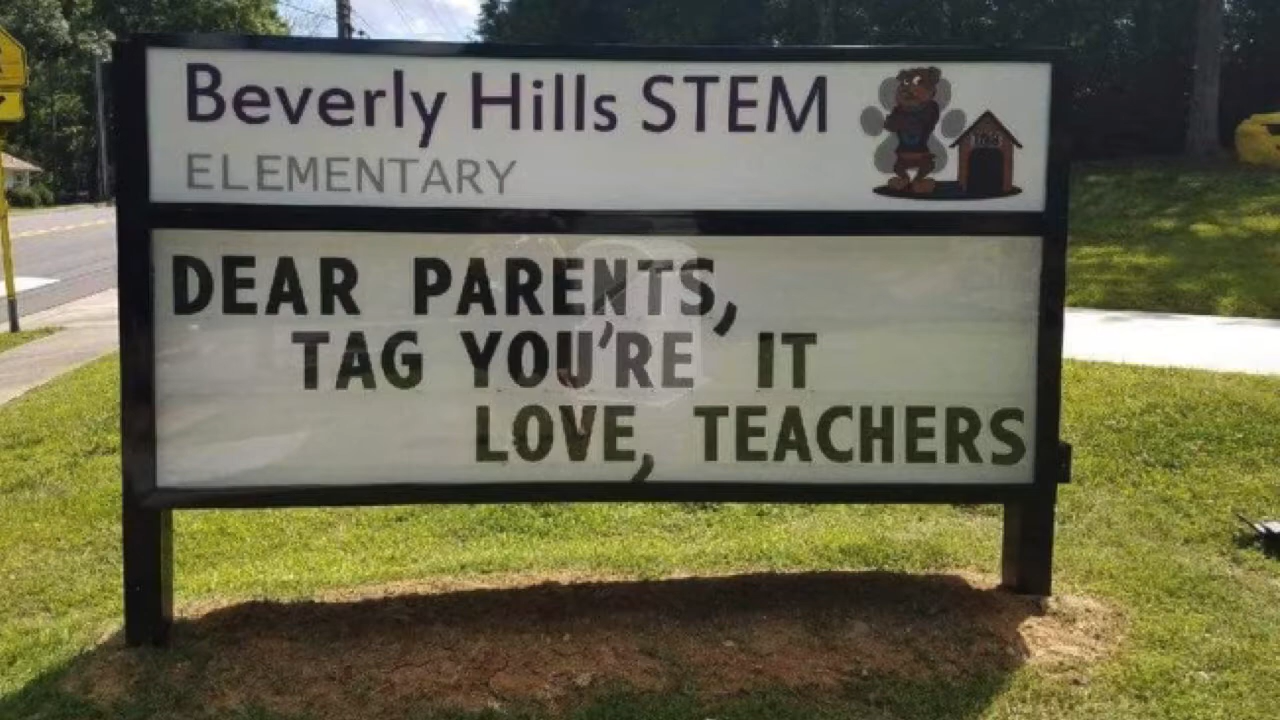 Beverly Hills STEM
ELEMENTARY
DEAR PARENTS,
TAG YOU'RE IT
LOVE, TEACHERS